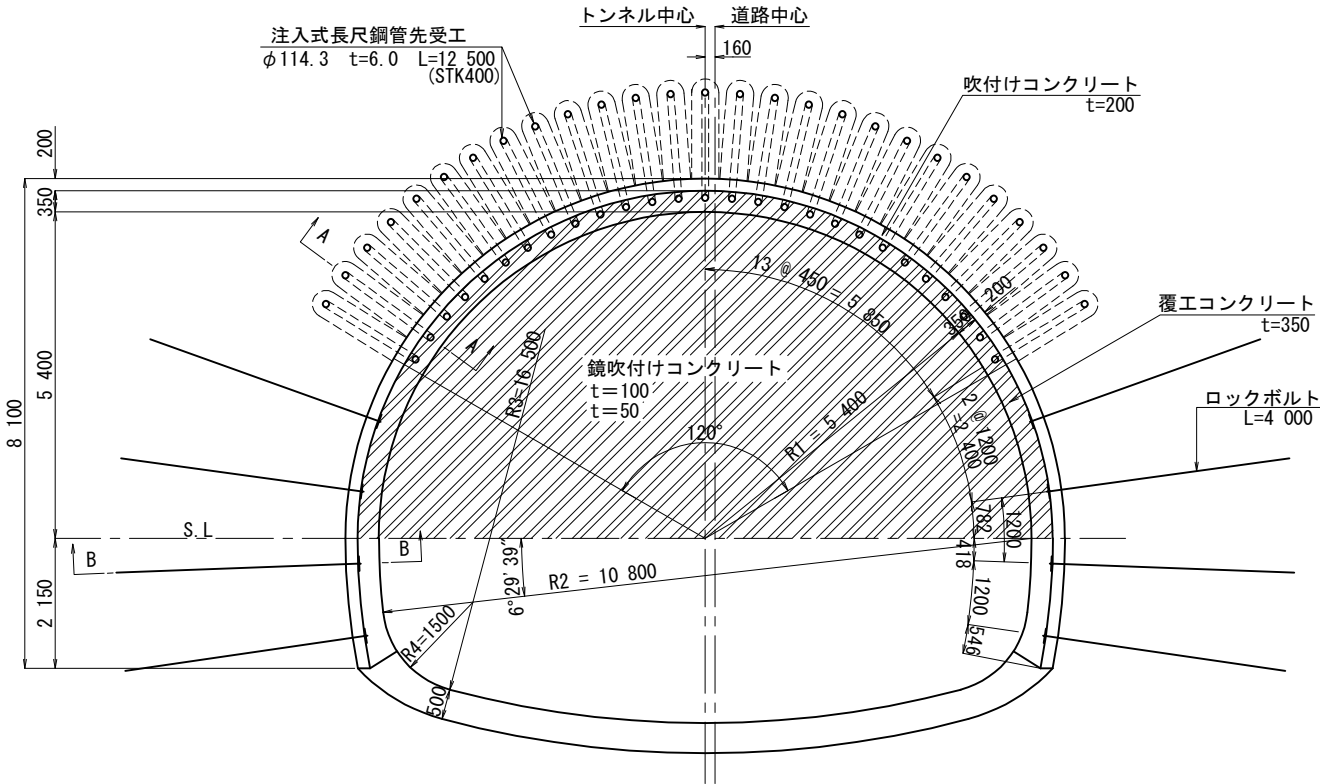 トンネル中心
道路中心
160
注入式長尺鋼管先受工
φ114.3 t=6.0 L=12 500
(STK400)
吹付けコンクリート
t=200
200
350
5 400
8 100
2 150
A
A
13 @ 450 = 5 850
200
350
覆工コンクリート
t=350
鏡吹付けコンクリート
t=100
t=50
R3=16 500
R1 = 5 400
120°
2 @ 1200
=2 400
ロックボルト
L=4 000
S.L
B
B
782
1200
418
6°29'39"
R2 = 10 800
1200
546
R4=1500
500